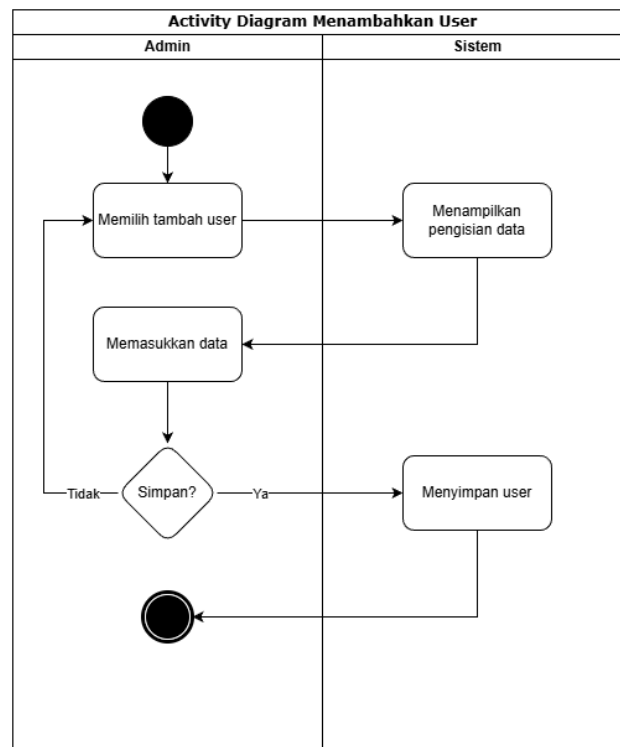 Activity Diagram Menambahkan User
Admin
Sistem
Memilih tambah user
Menampilkan
pengisian data
Memasukkan data
Simpan?
Tidak
Ya
Menyimpan user